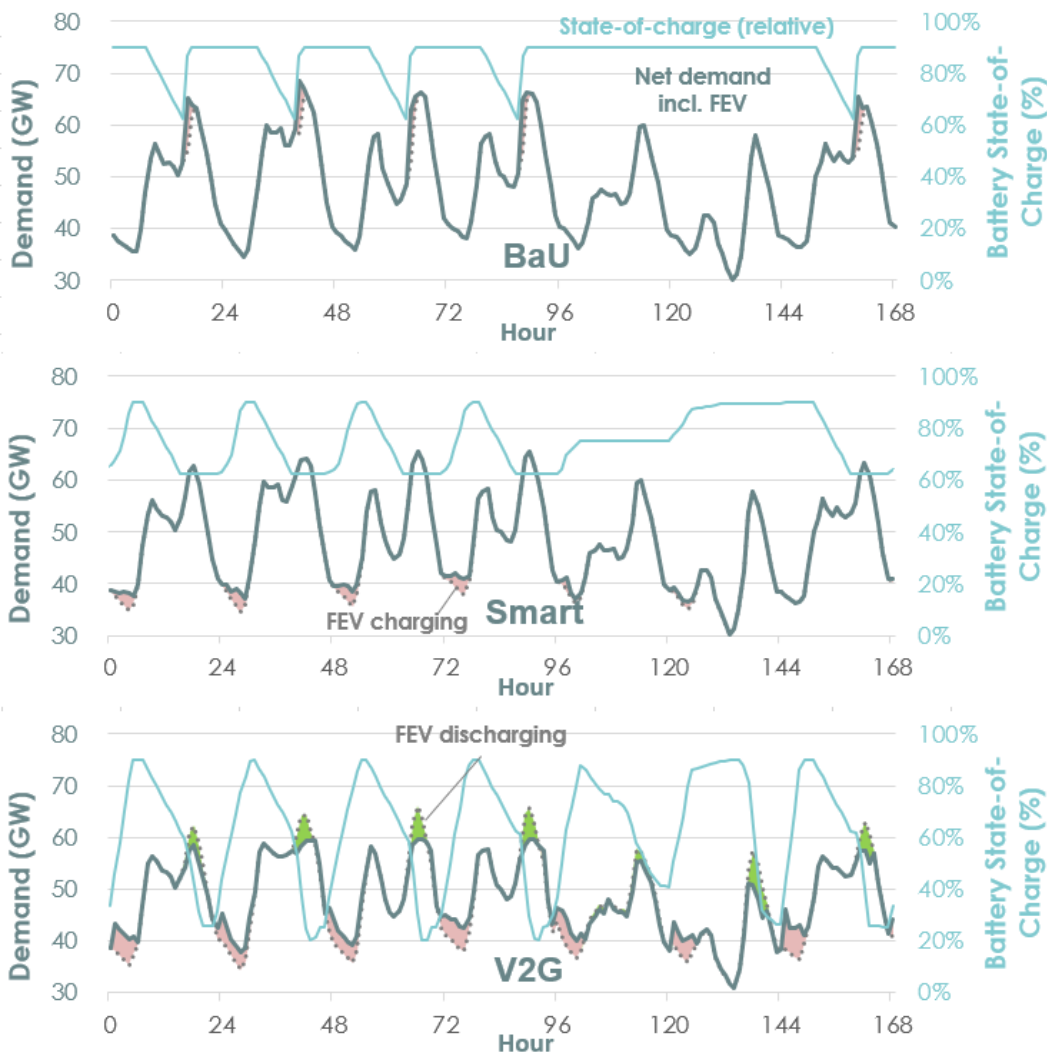 80
70
60
50
40
30
Demand (GW)
State-of-charge (relative)
Net demand
incl. FEV
BaU
100%
80%
60%
40%
20%
0%
Battery State-of-
Charge (%)
0 24 48 72 96 120 144 168
Hour
80
70
60
50
40
30
Demand (GW)
FEV charging
Smart
100%
80%
60%
40%
20%
0%
Battery State-of-
Charge (%)
0 24 48 72 96 120 144 168
Hour
80
70
60
50
40
30
Demand (GW)
FEV discharging
V2G
100%
80%
60%
40%
20%
0%
Battery State-of-
Charge (%)
0 24 48 72 96 120 144 168
Hour